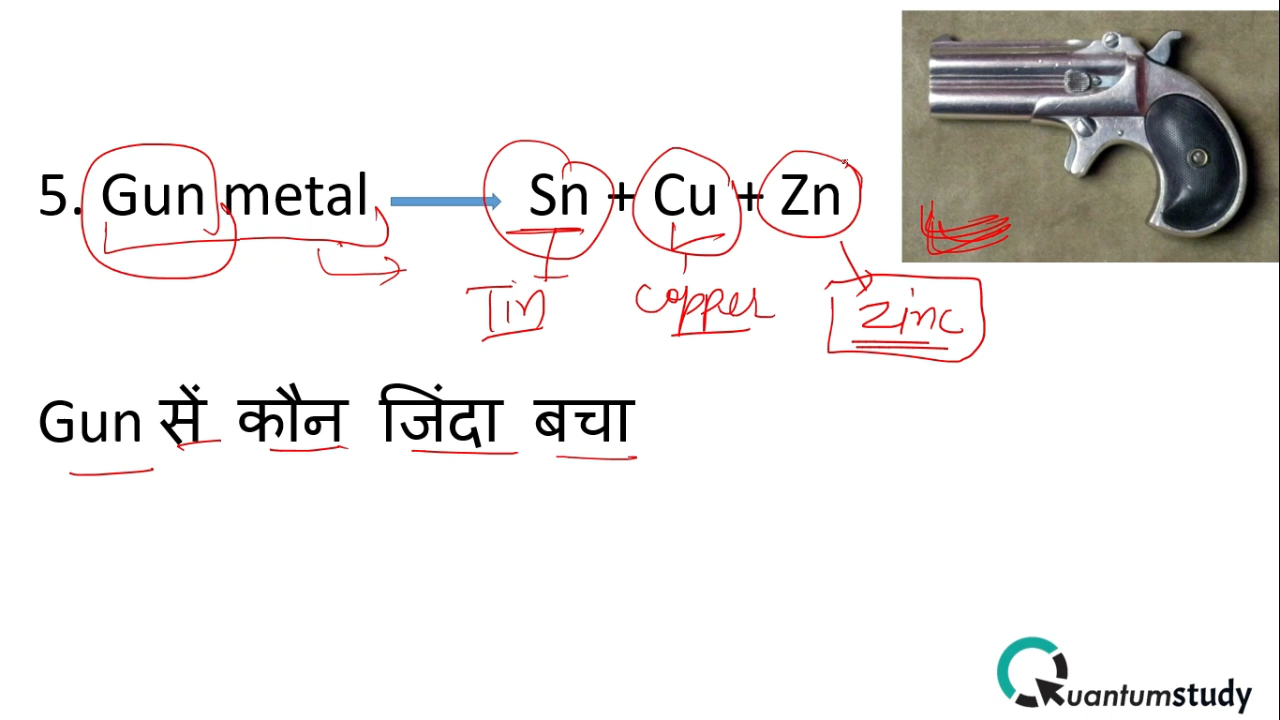 5. Gun metal Sn + Cu + Zn
Tin copper zinc
Gun सें कौन जिंदा बचा
Quantumstudy